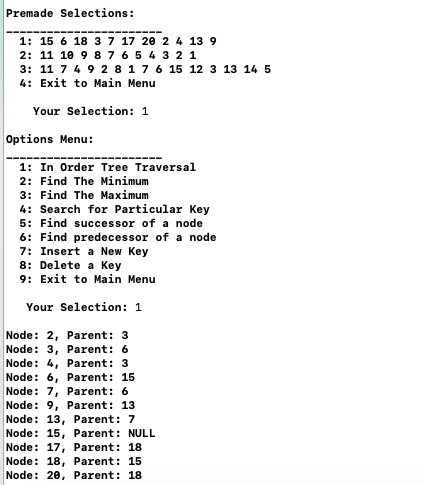 Premade Selections:
_______________________
1: 15 6 18 3 7 17 20 2 4 13 9
2: 11 10 9 8 7 6 5 4 3 2 1
3: 11 7 4 9 2 8 1 7 6 15 12 3 13 14 5
4: Exit to Main Menu
Your Selection: 1
Options Menu:
_______________________
1: In Order Tree Traversal
2: Find The Minimum
3: Find The Maximum
4: Search for Particular Key
5: Find successor of a node
6: Find predecessor of a node
7: Insert a New Key
8: Delete a Key
9: Exit to Main Menu
Your Selection: 1
Node: 2, Parent: 3
Node: 3, Parent: 6
Node: 4, Parent: 3
Node: 6, Parent: 15
Node: 7, Parent: 6
Node: 9, Parent: 13
Node: 13, Parent: 7
Node: 15, Parent: NULL
Node: 17, Parent: 18
Node: 18, Parent: 15
Node: 20, Parent: 18